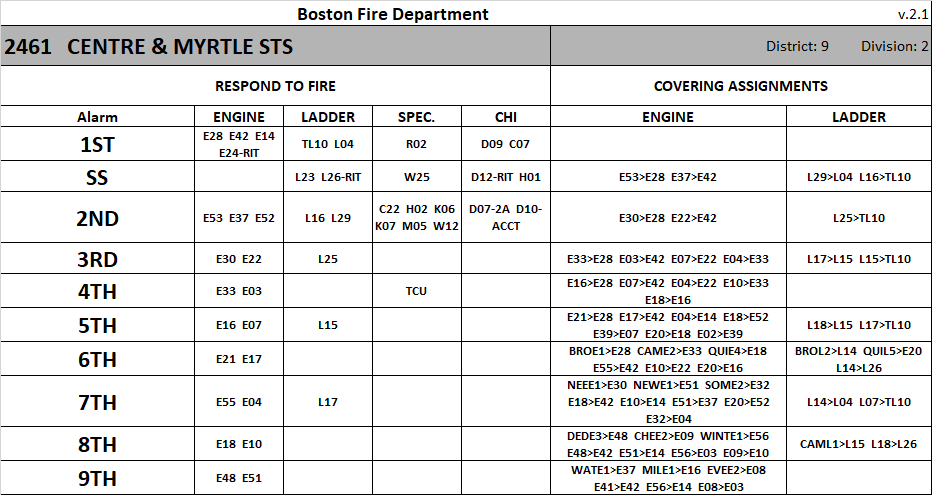 Boston Fire Department v.2.1
2461 CENTRE & MYRTLE STS District: 9 Division: 2
RESPOND TO FIRE COVERING ASSIGNMENTS
Alarm ENGINE LADDER SPEC. CHI ENGINE LADDER
1ST E28 E42 E14 TL10 L04 R02 D09 C07
E24-RIT
SS L23 L26-RIT W25 D12-RIT H01 E53>E28 E37>E42 L29>L04 L16>TL10
2ND E53 E37 E52 L16 L29 C22 H02 K06 D07-2A D10- E30>E28 E22>E42 L25>TL10
K07 M05 W12 ACCT
3RD E30 E22 L25 E33>E28 E03>E42 E07>E22 E04>E33 L17>L15 L15>TL10
4TH E33 E03 TCU E16>E28 E07>E42 E04>E22 E10>E33
E18>E16
5TH E16 E07 L15 E21>E28 E17>E42 E04>E14 E18>E52 L18>L15 L17>TL10
E39>E07 E20>E18 E02>E39
6TH E21 E17 BROE1>E28 CAME2>E33 QUIE4>E18 BROL2>L14 QUIL5>E20
E55>E42 E10>E22 E20>E16 L14>L26
7TH E55 E04 L17 NEEE1>E30 NEWE1>E51 SOME2>E32 L14>L04 L07>TL10
E18>E42 E10>E14 E51>E37 E20>E52
E32>E04
8TH E18 E10 DEDE3>E48 CHEE2>E09 WINTE1>E56 CAML1>L15 L18>L26
E48>E42 E51>E14 E56>E03 E09>E10
9TH E48 E51 WATE1>E37 MILE1>E16 EVEE2>E08
E41>E42 E56>E14 E08>E03